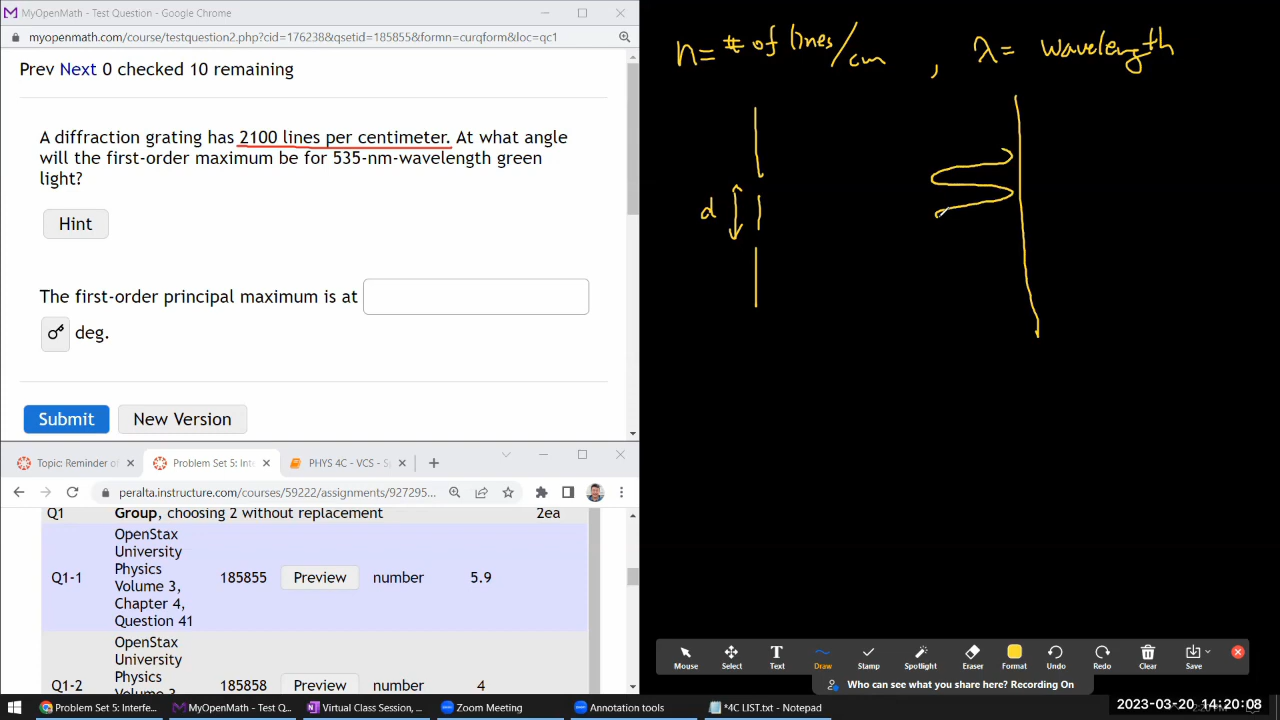 MyOpenMath - Test Question - Google Chrome
myopenmath.com/course/testquestion2.php?cid=176238&qsetid=185855&formn=curqform&loc=qc1
Prev Next 0 checked 10 remaining
A diffraction grating has 2100 lines per centimeter. At what angle
will the first-order maximum be for 535-nm-wavelength green
light?
Hint
The first-order principal maximum is at
deg.
Submit
New Version
Topic: Reminder of
Problem Set 5: Inte
PHYS 4C - VCS - S
peralta.instructure.com/courses/59222/assignments/927295...
Q1 Group, choosing 2 without replacement 2ea
OpenStax
University
Physics
Q1-1 Volume 3, 185855 Preview number 5.9
Chapter 4,
Question 41
OpenStax
University
Physics
Q1-2 185858 Preview number 4
n= # of lines/cm , λ= wavelength
d
Mouse Select Text Draw Stamp Spotlight Eraser Format Undo Redo Clear Save
Who can see what you share here? Recording On
Problem Set 5: Interfe...
MyOpenMath - Test Q...
Virtual Class Session, ...
Zoom Meeting
Annotation tools
*4C LIST.txt - Notepad
2023-03-20 14:20:08